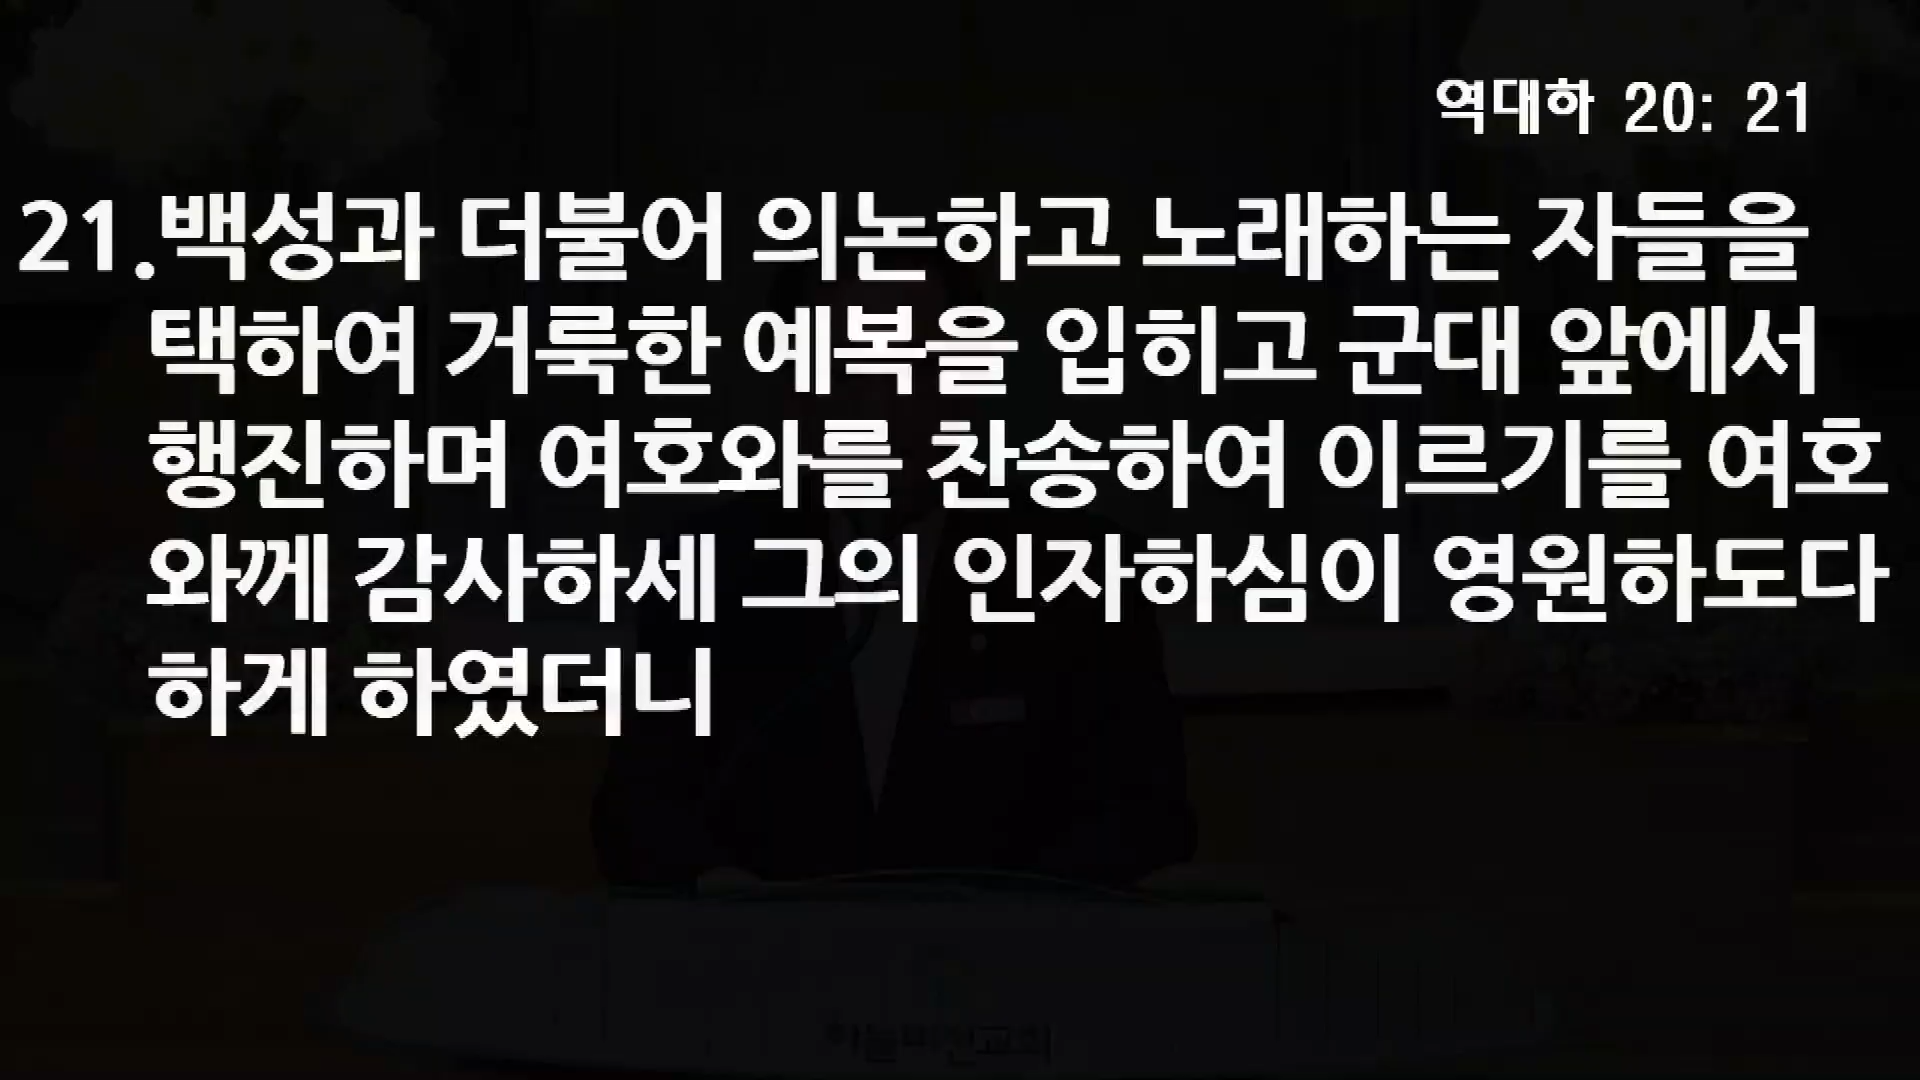 역대하 20: 21
21.백성과 더불어 의논하고 노래하는 자들을
택하여 거룩한 예복을 입히고 군대 앞에서
행진하며 여호와를 찬송하여 이르기를 여호
와께 감사하세 그의 인자하심이 영원하도다
하게 하였더니